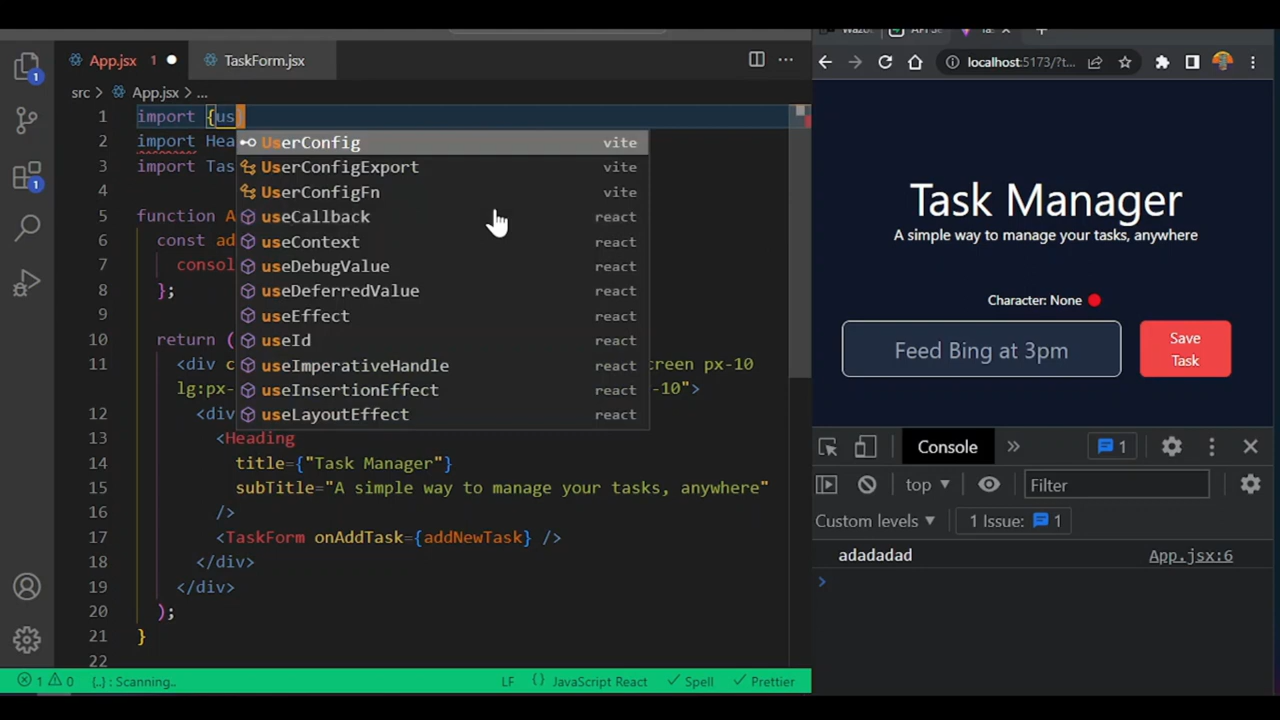 App.jsx 1
TaskForm.jsx
src > App.jsx > ...
1 import {us}
2 import Hea
3 import Tas
4
5 function A
6 const ad
7 consol
8 };
9
10 return (
11 <div c creen px-10
lg:px- -10">
12 <div
13 <Heading
14 title={"Task Manager"}
15 subTitle="A simple way to manage your tasks, anywhere"
16 />
17 <TaskForm onAddTask={addNewTask} />
18 </div>
19 </div>
20 );
21 }
22
UserConfig vite
UserConfigExport vite
UserConfigFn vite
useCallback react
useContext react
useDebugValue react
useDeferredValue react
useEffect react
useId react
useImperativeHandle react
useInsertionEffect react
useLayoutEffect react
1
1
1 0 {..} : Scanning.. LF {} JavaScript React Spell Prettier
localhost:5173/?t...
Task Manager
A simple way to manage your tasks, anywhere
Character: None
Feed Bing at 3pm
Save
Task
Console » 1
top Filter
Custom levels 1 Issue: 1
adadadad App.jsx:6
>